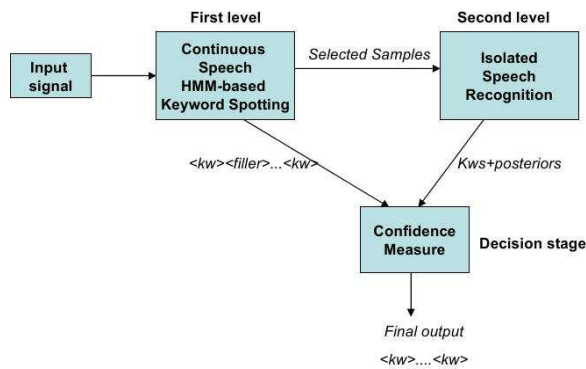 First level
Second level
Input
signal
Continuous
Speech
HMM-based
Keyword Spotting
Selected Samples
Isolated
Speech
Recognition
<kw><filler>...<kw>
Kws+posteriors
Confidence
Measure
Decision stage
Final output
<kw>....<kw>